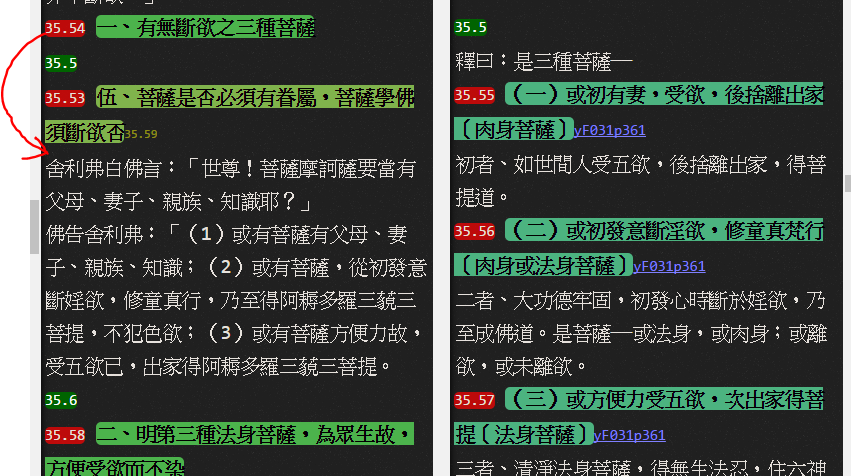 35.54 一、有無斷欲之三種菩薩
35.5
35.53 伍、菩薩是否必須有眷屬，菩薩學佛
須斷欲否35.59
舍利弗白佛言：「世尊！菩薩摩訶薩要當有
父母、妻子、親族、知識耶？」
佛告舍利弗：「（1）或有菩薩有父母、妻
子、親族、知識；（2）或有菩薩，從初發意
斷婬欲，修童真行，乃至得阿耨多羅三藐三
菩提，不犯色欲；（3）或有菩薩方便力故，
受五欲已，出家得阿耨多羅三藐三菩提。
35.6
35.58 二、明第三種法身菩薩，為眾生故，
方便受欲而不染
35.5
釋曰：是三種菩薩─
35.55 （一）或初有妻，受欲，後捨離出家
〔肉身菩薩〕yF031p361
初者、如世間人受五欲，後捨離出家，得菩
提道。
35.56 （二）或初發意斷淫欲，修童真梵行
〔肉身或法身菩薩〕yF031p361
二者、大功德牢固，初發心時斷於婬欲，乃
至成佛道。是菩薩─或法身，或肉身；或離
欲，或未離欲。
35.57 （三）或方便力受五欲，次出家得菩
提〔法身菩薩〕yF031p361
三者、清淨法身菩薩，得無生法忍，住六神